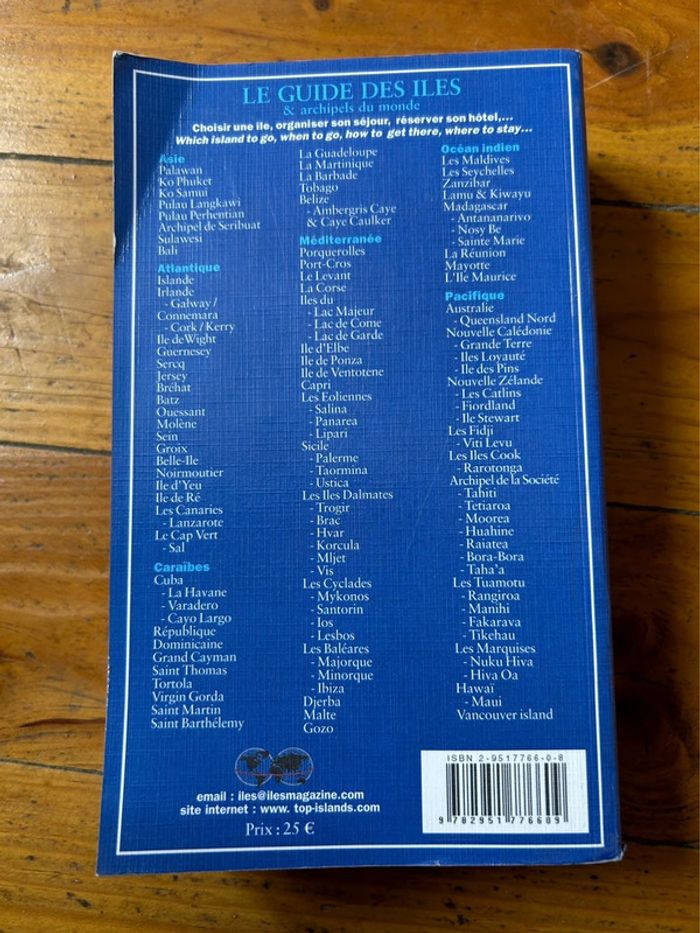 LE GUIDE DES ILES
& archipels du monde
Choisir une île, organiser son séjour, réserver son hôtel,...
Which island to go, when to go, how to get there, where to stay...
Asie
Palawan
Ko Phuket
Ko Samui
Pulau Langkawi
Pulau Perhentian
Archipel de Seribuat
Sulawesi
Bali
Atlantique
Islande
Irlande
- Galway /
Connemara
- Cork / Kerry
Ile de Wight
Guernesey
Sercq
Jersey
Bréhat
Batz
Ouessant
Molène
Sein
Groix
Belle-Ile
Noirmoutier
Ile d'Yeu
Ile de Ré
Les Canaries
- Lanzarote
Le Cap Vert
- Sal
Caraïbes
Cuba
- La Havane
- Varadero
- Cayo Largo
République
Dominicaine
Grand Cayman
Saint Thomas
Tortola
Virgin Gorda
Saint Martin
Saint Barthélemy
La Guadeloupe
La Martinique
La Barbade
Tobago
Belize
- Ambergris Caye
& Caye Caulker
Méditerranée
Porquerolles
Port-Cros
Le Levant
La Corse
Iles du
- Lac Majeur
- Lac de Come
- Lac de Garde
Ile d'Elbe
Ile de Ponza
Ile de Ventotene
Capri
Les Eoliennes
- Salina
- Panarea
- Lipari
Sicile
- Palerme
- Taormina
- Ustica
Les Iles Dalmates
- Trogir
- Brac
- Hvar
- Korcula
- Mljet
- Vis
Les Cyclades
- Mykonos
- Santorin
- Ios
- Lesbos
Les Baléares
- Majorque
- Minorque
- Ibiza
Djerba
Malte
Gozo
Océan indien
Les Maldives
Les Seychelles
Zanzibar
Lamu & Kiwayu
Madagascar
- Antananarivo
- Nosy Be
- Sainte Marie
La Réunion
Mayotte
L'Ile Maurice
Pacifique
Australie
- Queensland Nord
Nouvelle Calédonie
- Grande Terre
- Iles Loyauté
- Ile des Pins
Nouvelle Zélande
- Les Catlins
- Fiordland
- Ile Stewart
Les Fidji
- Viti Levu
Les Iles Cook
- Rarotonga
Archipel de la Société
- Tahiti
- Tetiaroa
- Moorea
- Huahine
- Raiatea
- Bora-Bora
- Taha'a
Les Tuamotu
- Rangiroa
- Manihi
- Fakarava
- Tikehau
Les Marquises
- Nuku Hiva
- Hiva Oa
Hawaï
- Maui
Vancouver island
email : iles@ilesmagazine.com
site internet : www. top-islands.com
Prix : 25 €
ISBN 2-9517766-0-8
9 782951 776609